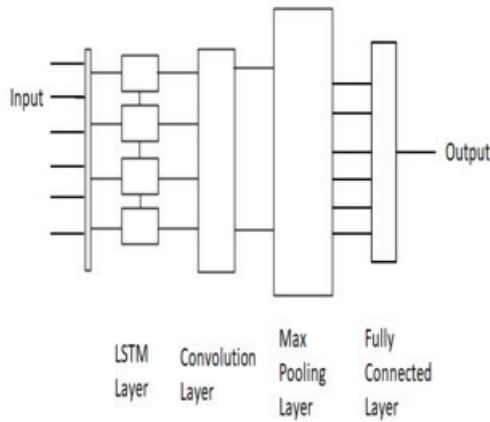 Input
Output
LSTM
Layer
Convolution
Layer
Max
Pooling
Layer
Fully
Connected
Layer